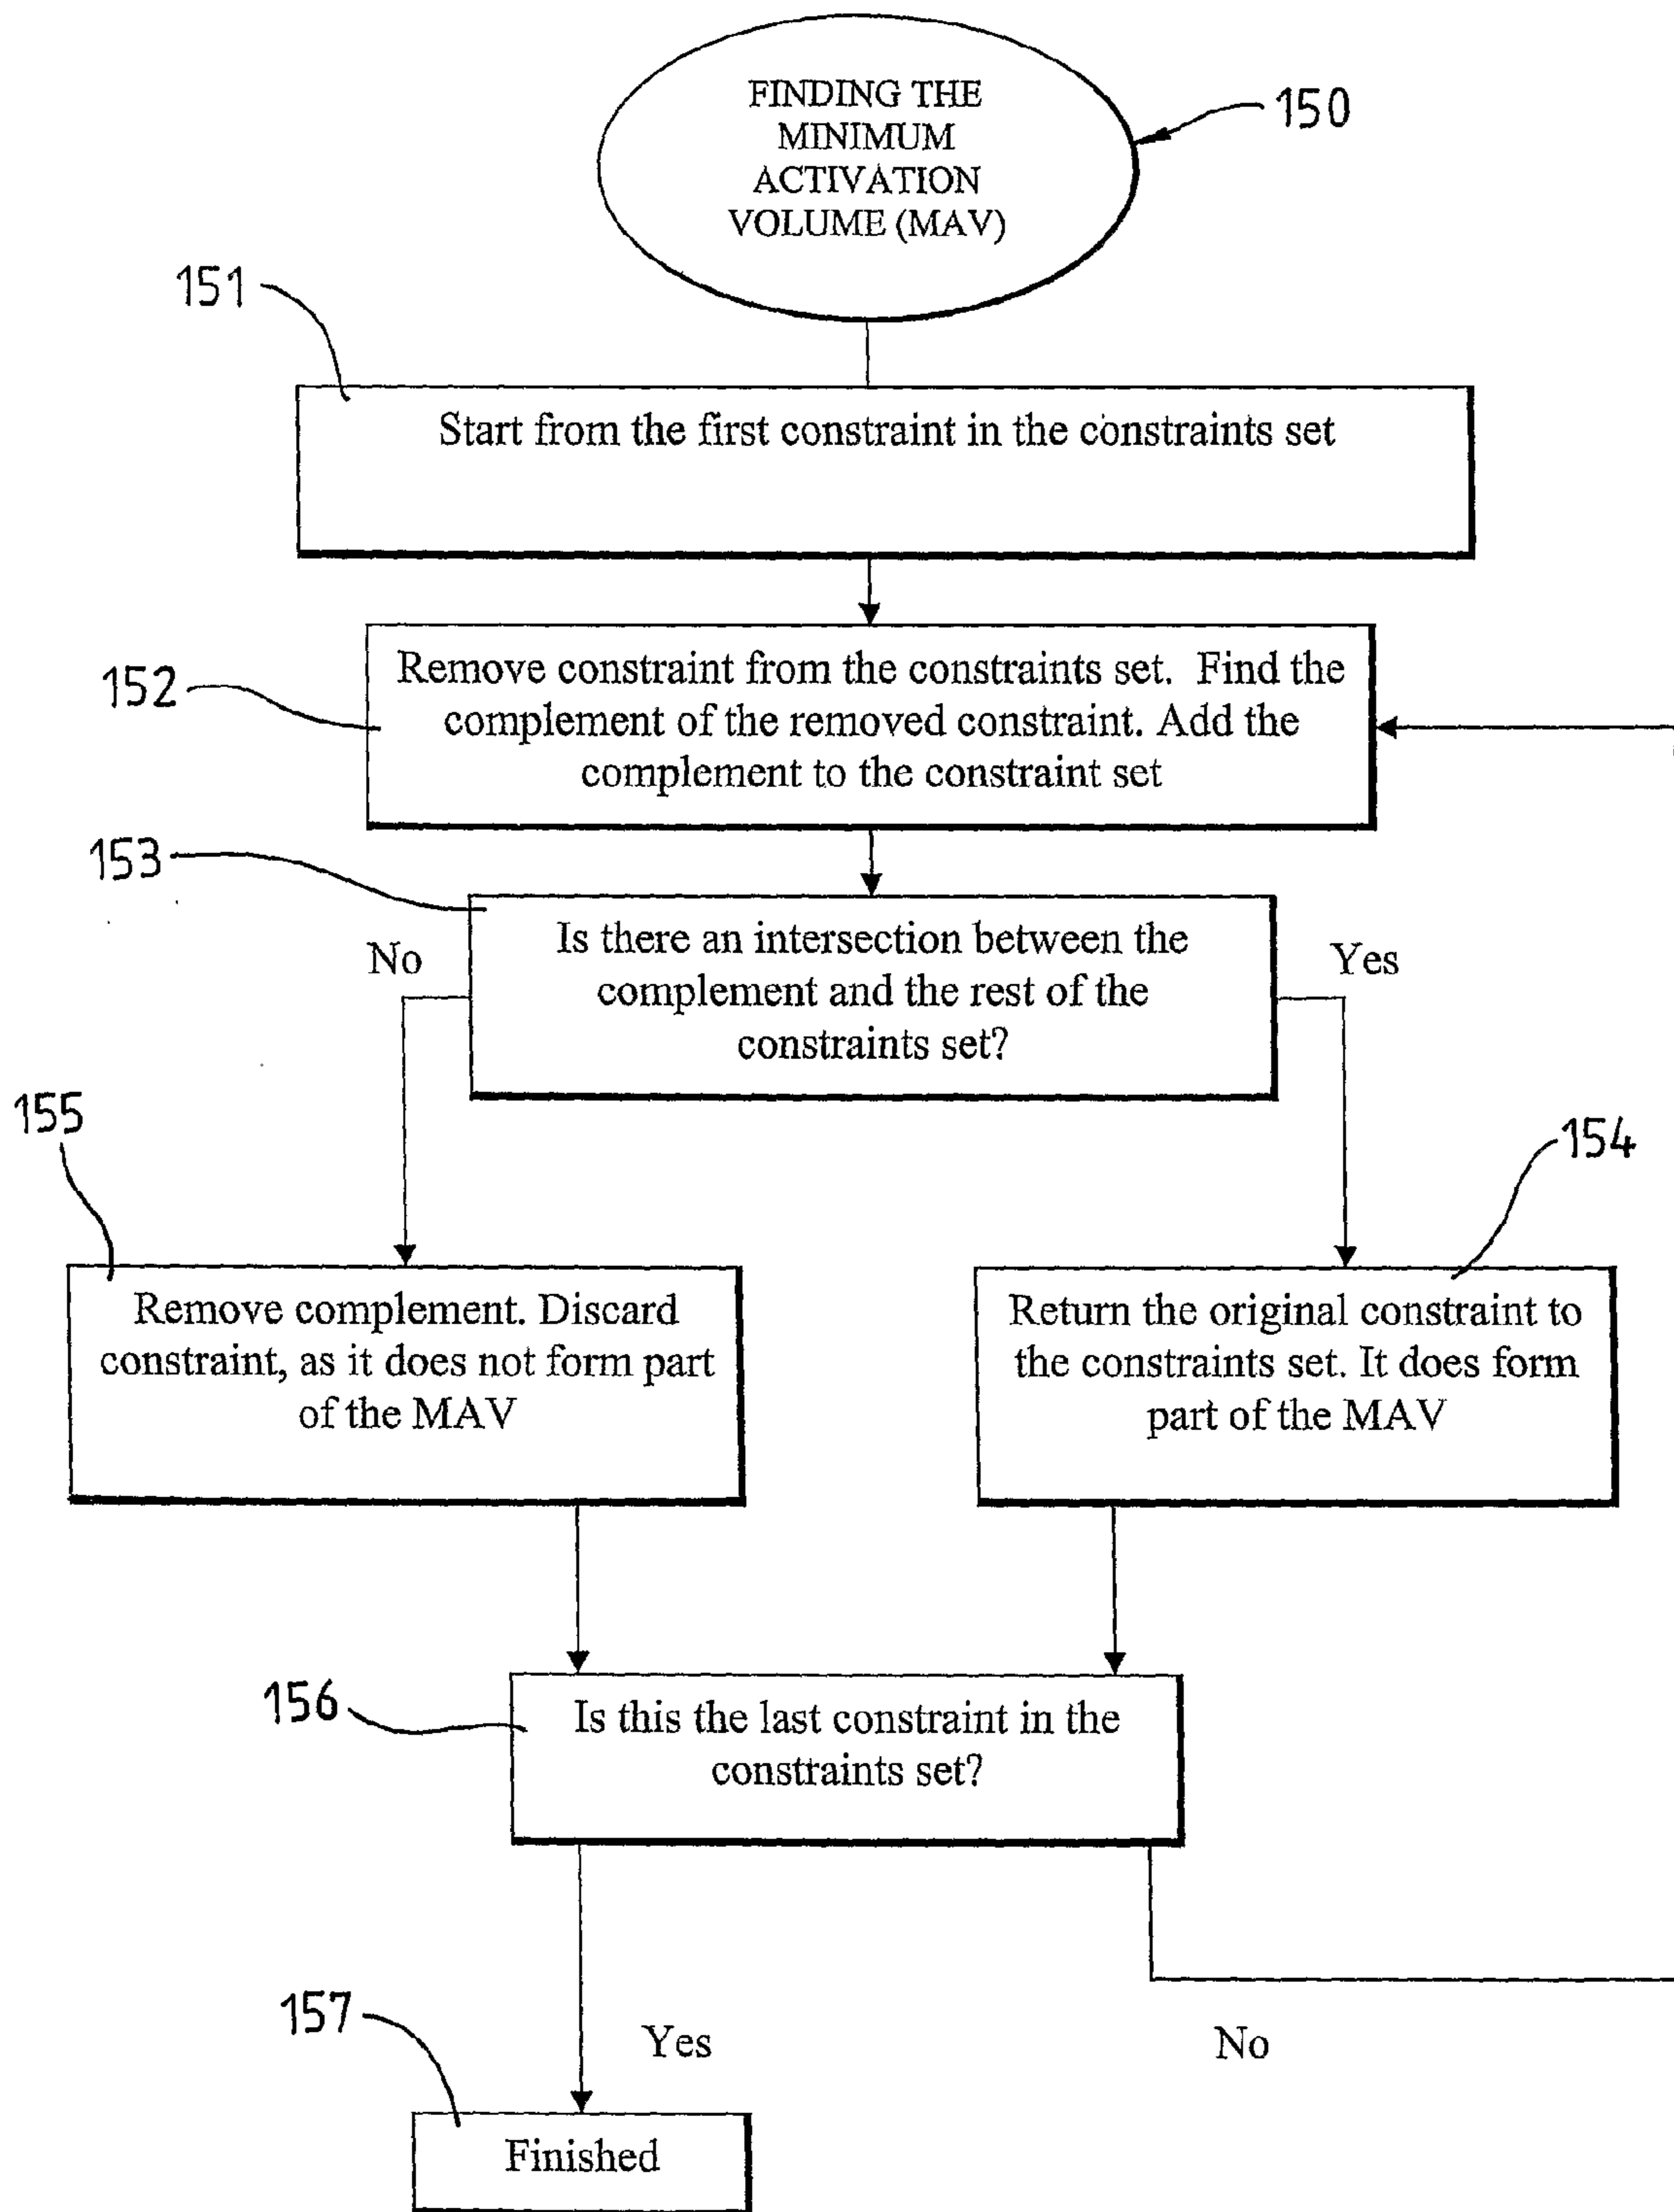 FINDING THE
MINIMUM
ACTIVATION
VOLUME (MAV)
150
151
Start from the first constraint in the constraints set
152
Remove constraint from the constraints set. Find the
complement of the removed constraint. Add the
complement to the constraint set
153
No
Is there an intersection between the
complement and the rest of the
constraints set?
Yes
155
154
Remove complement. Discard
constraint, as it does not form part
of the MAV
Return the original constraint to
the constraints set. It does form
part of the MAV
156
Is this the last constraint in the
constraints set?
157
Yes
No
Finished